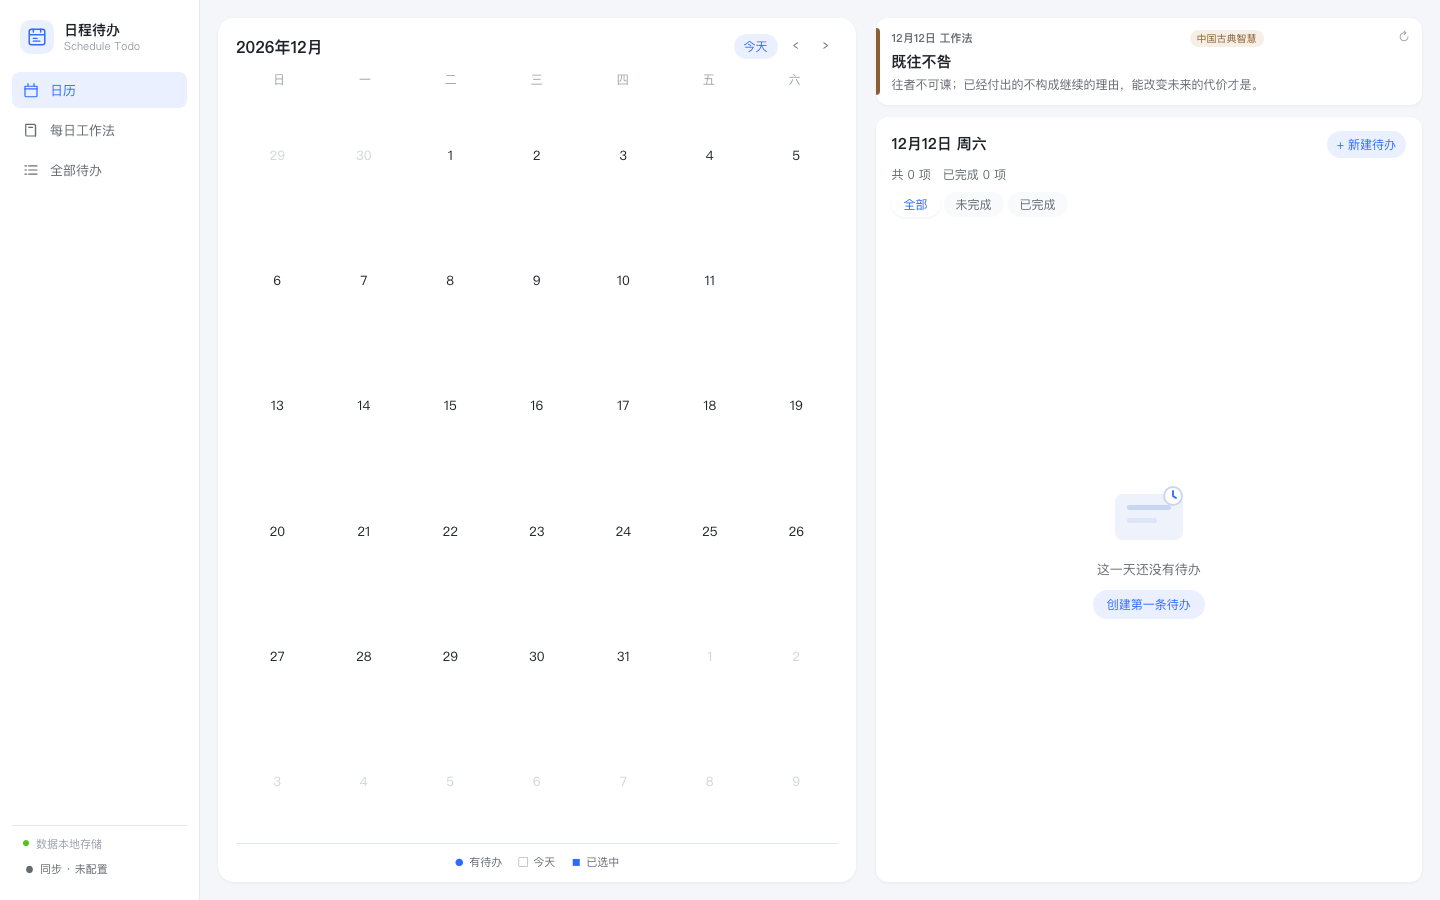 日程待办
Schedule Todo
日历
每日工作法
全部待办
数据本地存储
同步 · 未配置
2026年12月
今天 < >
日 一 二 三 四 五 六
29 30 1 2 3 4 5
6 7 8 9 10 11
13 14 15 16 17 18 19
20 21 22 23 24 25 26
27 28 29 30 31 1 2
3 4 5 6 7 8 9
有待办 今天 已选中
12月12日 工作法 中国古典智慧
既往不咎
往者不可谏；已经付出的不构成继续的理由，能改变未来的代价才是。
12月12日 周六
+ 新建待办
共 0 项 已完成 0 项
全部 未完成 已完成
这一天还没有待办
创建第一条待办